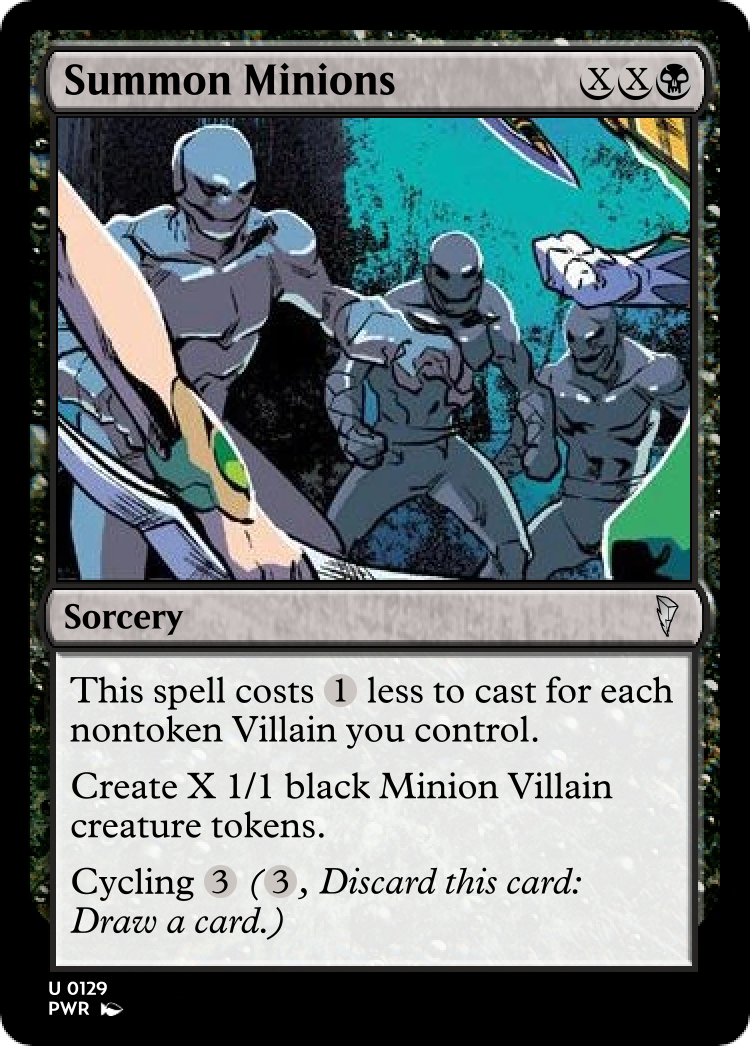 Summon Minions XX
Sorcery
This spell costs 1 less to cast for each
nontoken Villain you control.
Create X 1/1 black Minion Villain
creature tokens.
Cycling 3 (3, Discard this card:
Draw a card.)
U 0129
PWR